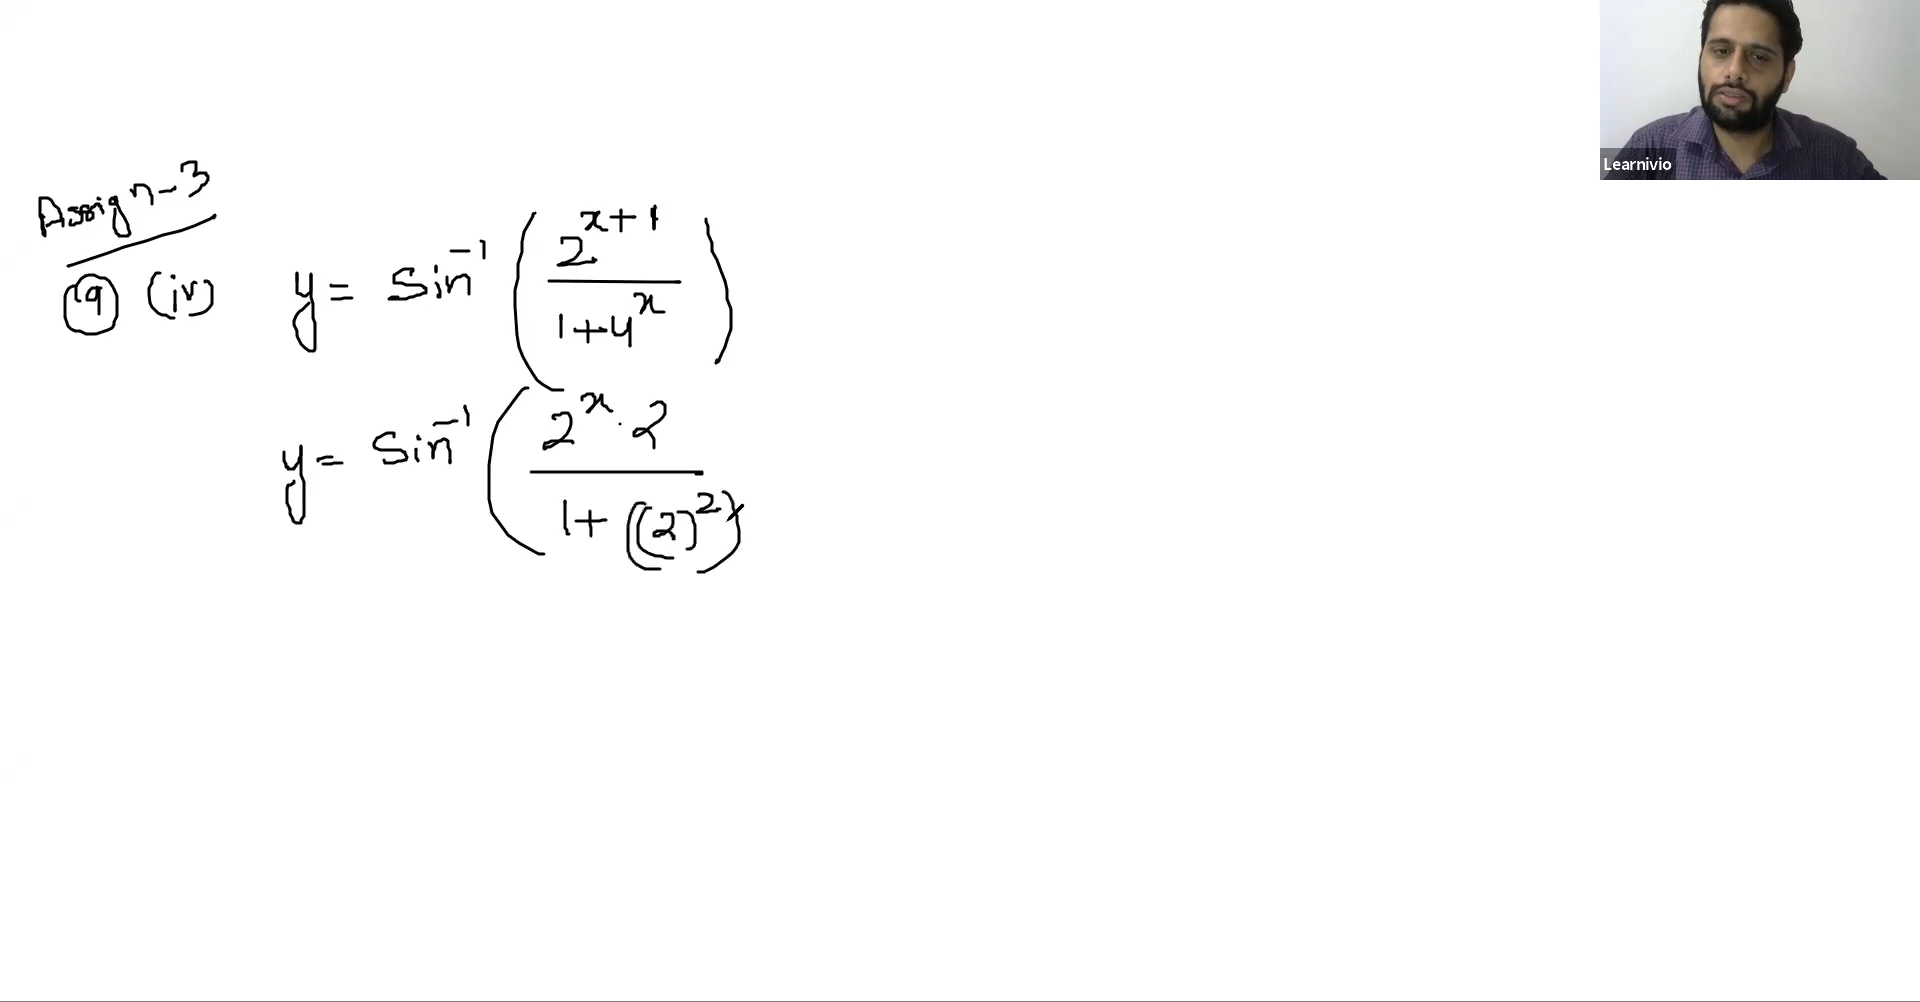 Assign-3
9 (iv) y = Sin⁻¹ ( 2^(x+1) / 1+4^x )
y = Sin⁻¹ ( 2^x · 2 / 1+ ((2)^2)^x
Learnivio